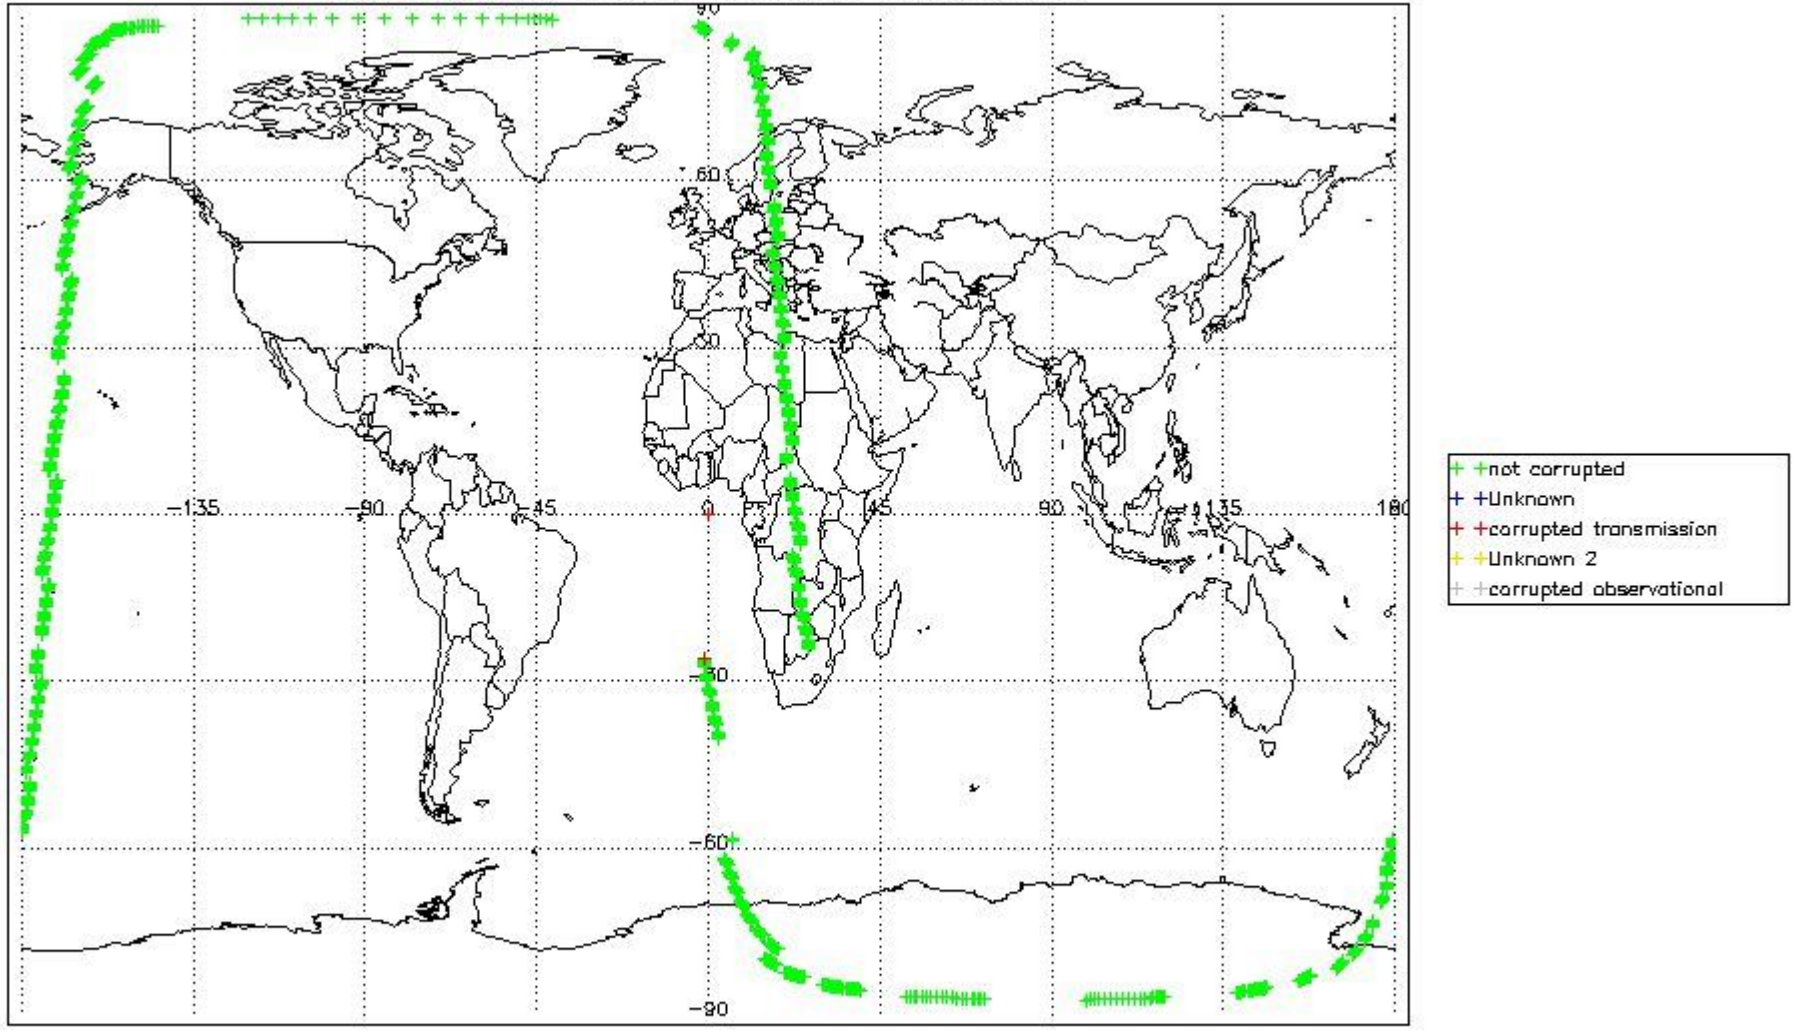 90
60
30
-135 -90 -45 0 45 90 135 180
-30
-60
-90
not corrupted
Unknown
corrupted transmission
Unknown 2
corrupted observational